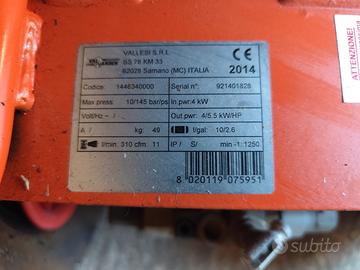 VALLESI S.R.L
SS 78 KM 33
62028 Sarnano (MC) ITALIA
CE
2014
Codice: 1446340000
Serial n°: 921401828
Max press: 10/145 bar/ps
In pwr: 4 kW
Volt/Hz ~ /
Out pwr: 4/5.5 kW/HP
A / kg: 49
l/gal: 10/2.6
l/min. 310 cfm. 11
IP / S/ min -1: 1250
8 020119 075951
ATTENZIONE
subito